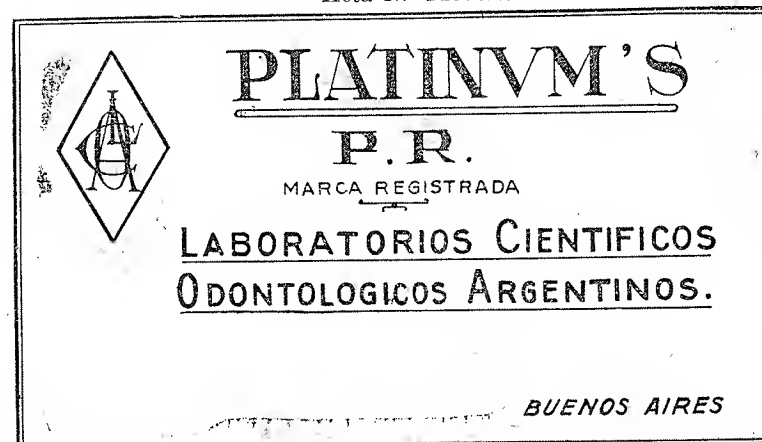 PLATINVM'S
P.R.
MARCA REGISTRADA
LABORATORIOS CIENTIFICOS
ODONTOLOGICOS ARGENTINOS.
BUENOS AIRES